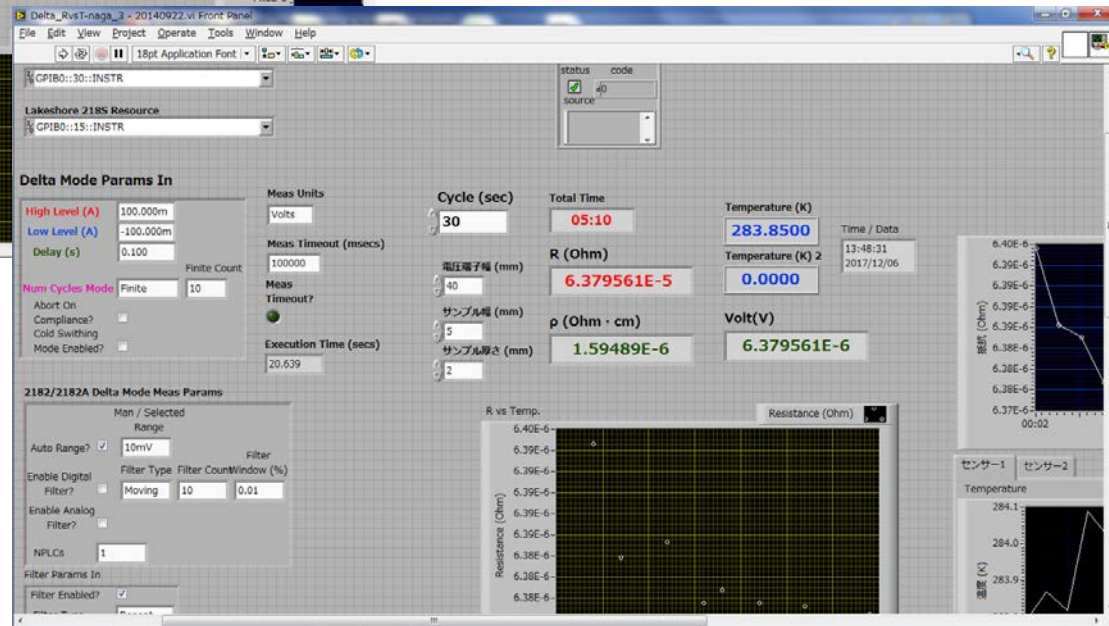 Delta_RvsT-naga_3 - 20140922.vi Front Panel
File Edit View Project Operate Tools Window Help
18pt Application Font
GPIB0::30::INSTR
Lakeshore 218S Resource
GPIB0::15::INSTR
status code
0
source
Delta Mode Params In
High Level (A) 100.000m
Low Level (A) -100.000m
Delay (s) 0.100
Finite Count
Num Cycles Mode Finite 10
Abort On
Compliance?
Cold Swithing
Mode Enabled?
Meas Units
Volts
Meas Timeout (msecs)
100000
Meas
Timeout?
Execution Time (secs)
20.639
Cycle (sec)
30
電圧端子幅 (mm)
40
サンプル幅 (mm)
5
サンプル厚さ (mm)
2
Total Time
05:10
R (Ohm)
6.379561E-5
ρ (Ohm · cm)
1.59489E-6
Temperature (K)
283.8500
Temperature (K) 2
0.0000
Volt(V)
6.379561E-6
Time / Data
13:48:31
2017/12/06
2182/2182A Delta Mode Meas Params
Man / Selected
Range
Auto Range? 10mV
Filter
Enable Digital
Filter?
Filter Type Filter Count Window (%)
Moving 10 0.01
Enable Analog
Filter?
NPLCs 1
Filter Params In
Filter Enabled?
R vs Temp.
Resistance (Ohm)
6.40E-6
6.39E-6
6.39E-6
6.39E-6
6.39E-6
6.38E-6
6.38E-6
6.38E-6
Resistance (Ohm)
6.40E-6
6.39E-6
6.39E-6
6.39E-6
6.39E-6
6.38E-6
6.38E-6
6.38E-6
6.37E-6
抵抗 (Ohm)
00:02
センサー1 センサー2
Temperature
284.1
284.0
283.9
温度 (K)